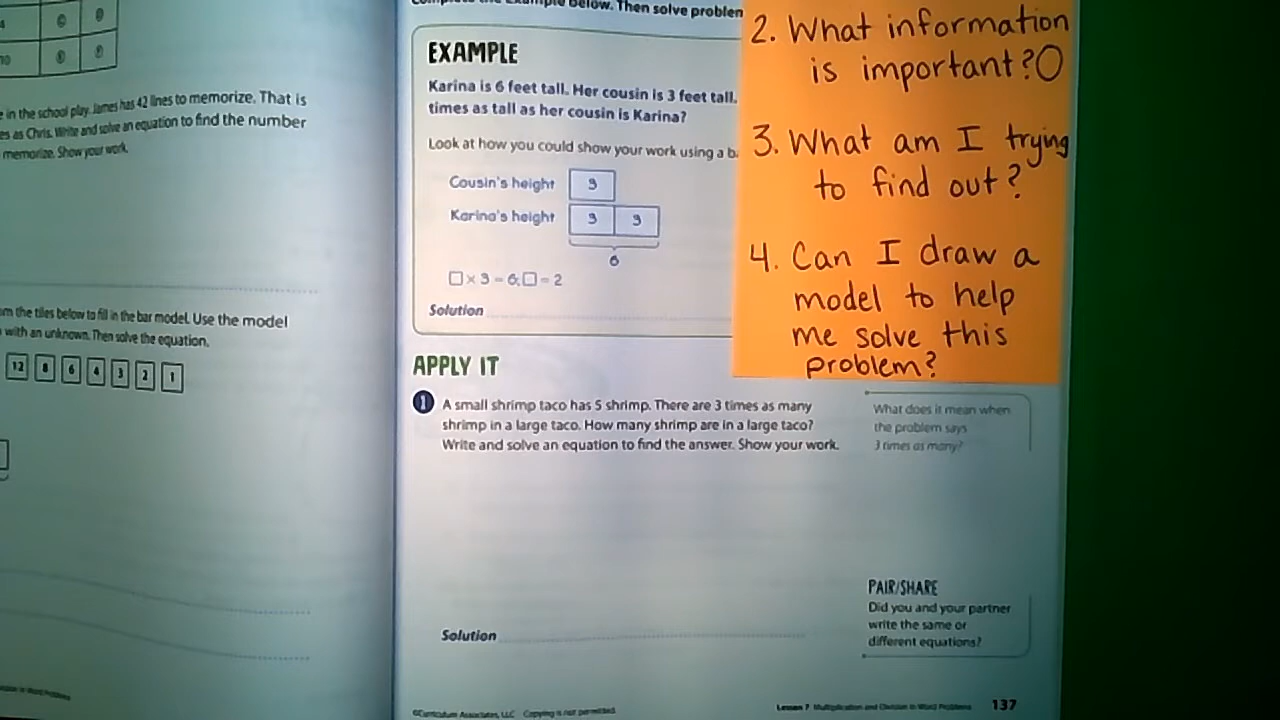 10
in the school play. James has 42 lines to memorize. That is
es as Chris. Write and solve an equation to find the number
memorize. Show your work.
om the tiles below to fill in the bar model. Use the model
with an unknown. Then solve the equation.
12 8 6 4 3 2 1
Complete the Example below. Then solve problem
EXAMPLE
Karina is 6 feet tall. Her cousin is 3 feet tall.
times as tall as her cousin is Karina?
Look at how you could show your work using a ba
Cousin's height 3
Karina's height 3 3
6
□ × 3 = 6; □ = 2
Solution
APPLY IT
1 A small shrimp taco has 5 shrimp. There are 3 times as many
shrimp in a large taco. How many shrimp are in a large taco?
Write and solve an equation to find the answer. Show your work.
Solution
2. What information
is important? O
3. What am I trying
to find out?
4. Can I draw a
model to help
me solve this
problem?
What does it mean when
the problem says
3 times as many?
PAIR/SHARE
Did you and your partner
write the same or
different equations?
©Curriculum Associates, LLC Copying is not permitted.
Lesson 7 Multiplication and Division in Word Problems 137